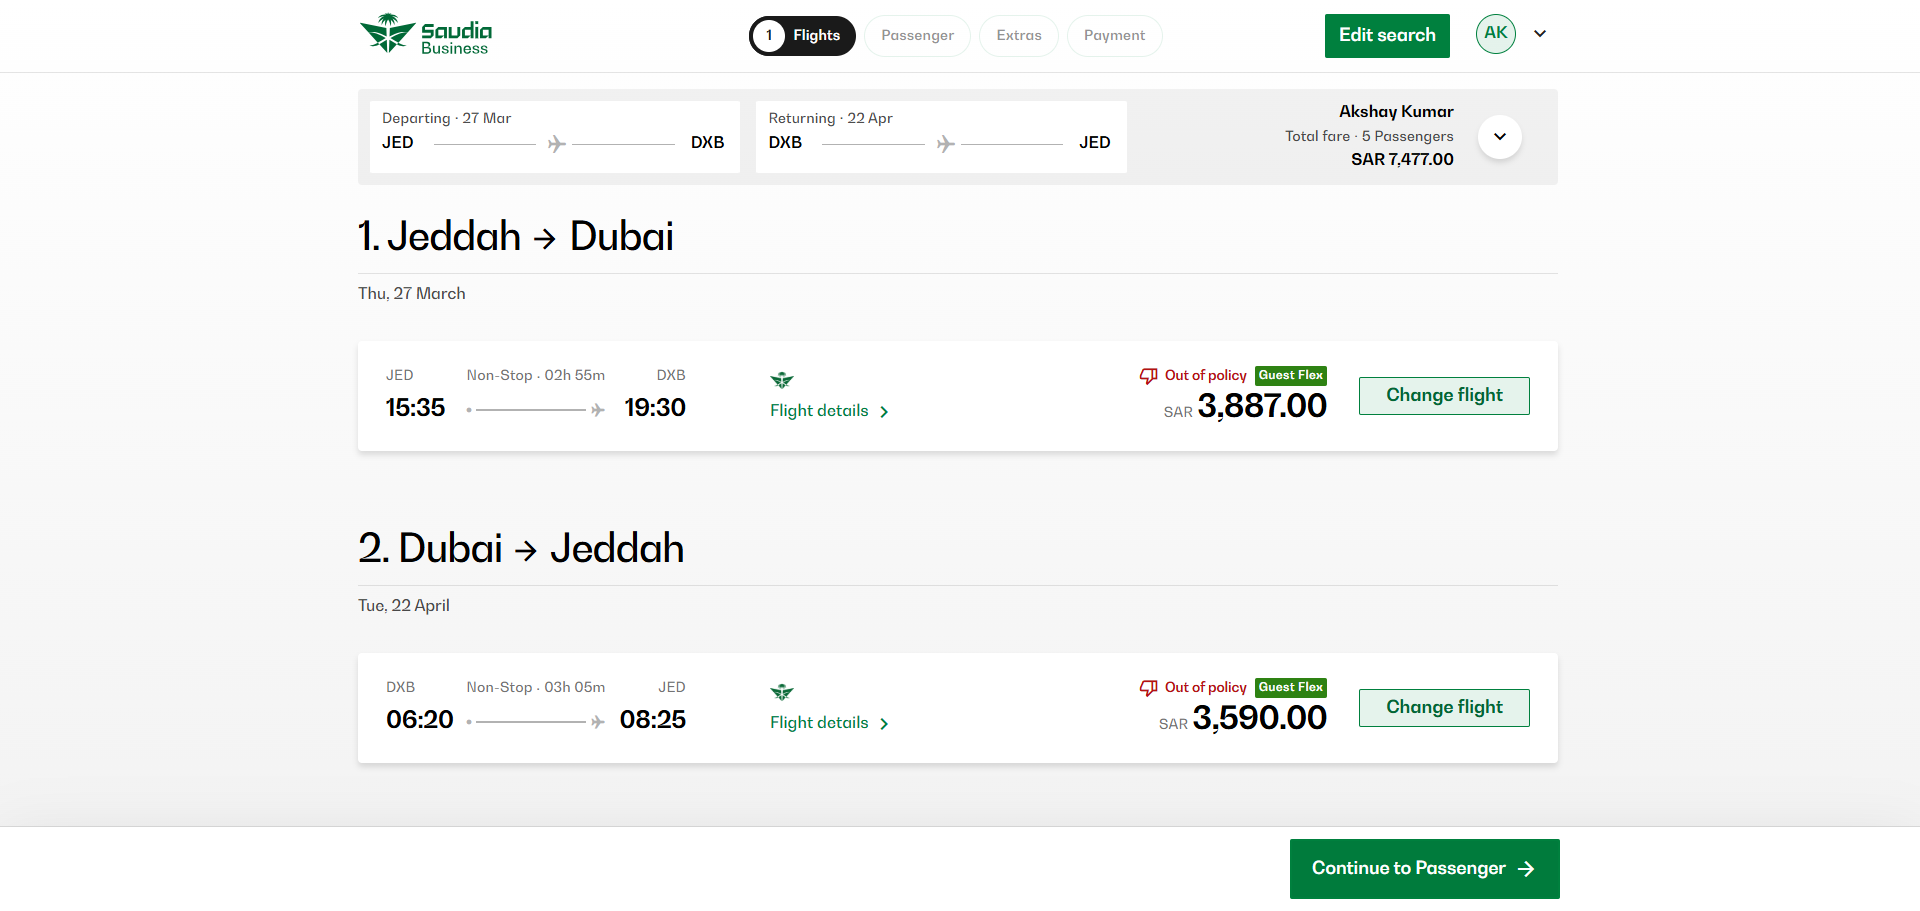 Saudia
Business
1 Flights
Passenger
Extras
Payment
Edit search
AK
Departing · 27 Mar
JED DXB
Returning · 22 Apr
DXB JED
Akshay Kumar
Total fare · 5 Passengers
SAR 7,477.00
1. Jeddah → Dubai
Thu, 27 March
JED Non-Stop · 02h 55m DXB
15:35 19:30
Flight details
Out of policy Guest Flex
SAR 3,887.00
Change flight
2. Dubai → Jeddah
Tue, 22 April
DXB Non-Stop · 03h 05m JED
06:20 08:25
Flight details
Out of policy Guest Flex
SAR 3,590.00
Change flight
Continue to Passenger →